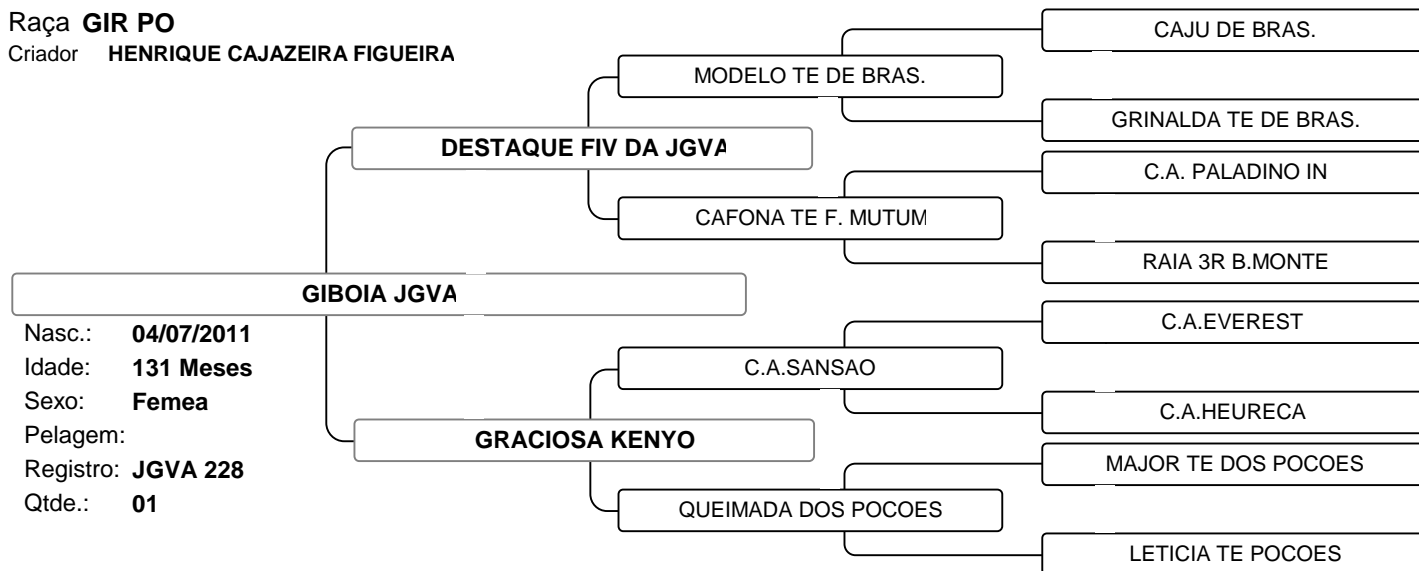 Raça GIR PO
Criador HENRIQUE CAJAZEIRA FIGUEIRA
CAJU DE BRAS.
MODELO TE DE BRAS.
GRINALDA TE DE BRAS.
DESTAQUE FIV DA JGVA
C.A. PALADINO IN
CAFONA TE F. MUTUM
RAIA 3R B.MONTE
GIBOIA JGVA
Nasc.: 04/07/2011
Idade: 131 Meses
Sexo: Femea
Pelagem:
Registro: JGVA 228
Qtde.: 01
C.A.EVEREST
C.A.SANSAO
C.A.HEURECA
GRACIOSA KENYO
MAJOR TE DOS POCOES
QUEIMADA DOS POCOES
LETICIA TE POCOES